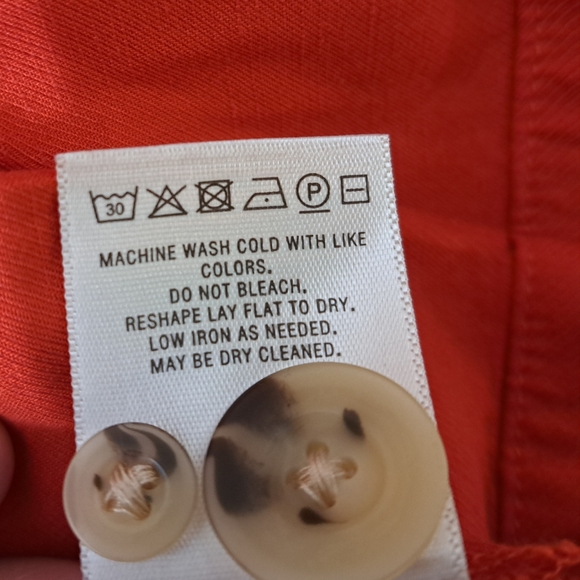 30 P
MACHINE WASH COLD WITH LIKE
COLORS.
DO NOT BLEACH.
RESHAPE LAY FLAT TO DRY.
LOW IRON AS NEEDED.
MAY BE DRY CLEANED.